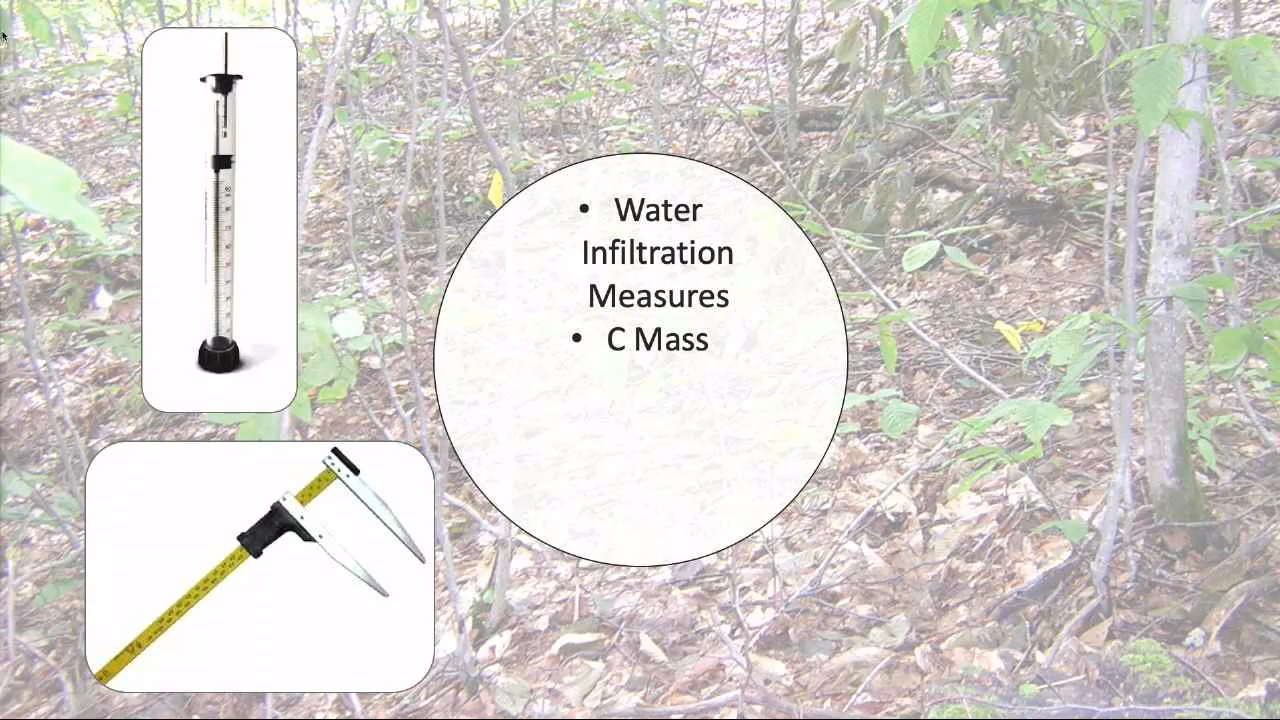 • Water
Infiltration
Measures
• C Mass